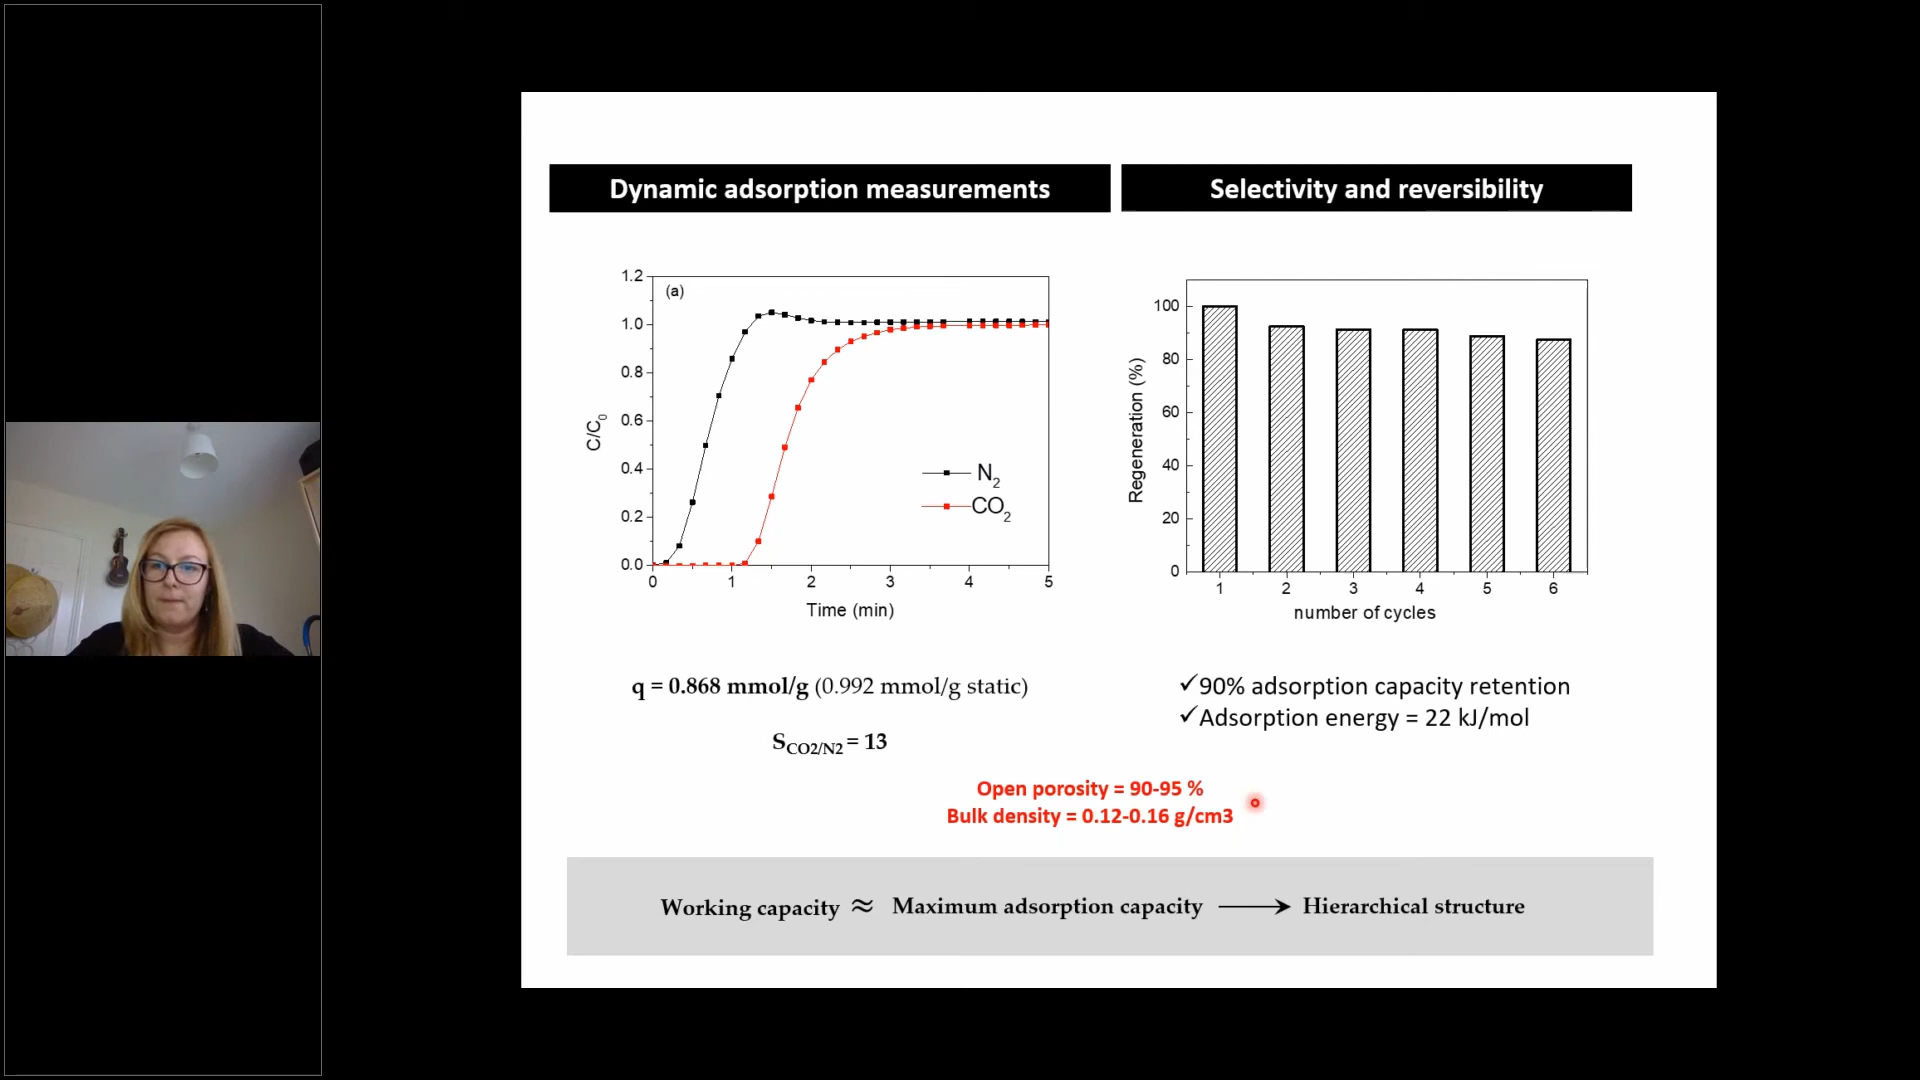 Dynamic adsorption measurements
Selectivity and reversibility
(a)
1.2
1.0
0.8
0.6
0.4
0.2
0.0
C/C0
0 1 2 3 4 5
Time (min)
N2
CO2
100
80
60
40
20
0
Regeneration (%)
1 2 3 4 5 6
number of cycles
q = 0.868 mmol/g (0.992 mmol/g static)
SCO2/N2 = 13
✓90% adsorption capacity retention
✓Adsorption energy = 22 kJ/mol
Open porosity = 90-95 %
Bulk density = 0.12-0.16 g/cm3
Working capacity ≈ Maximum adsorption capacity ⟶ Hierarchical structure